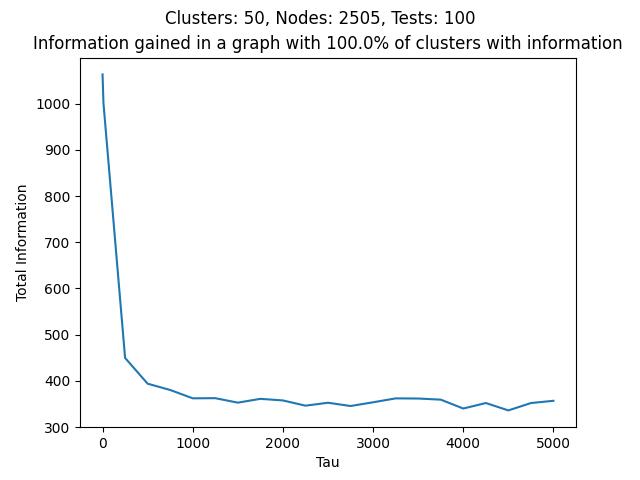 Clusters: 50, Nodes: 2505, Tests: 100
Information gained in a graph with 100.0% of clusters with information
1000
900
800
700
600
500
400
300
Total Information
0 1000 2000 3000 4000 5000
Tau